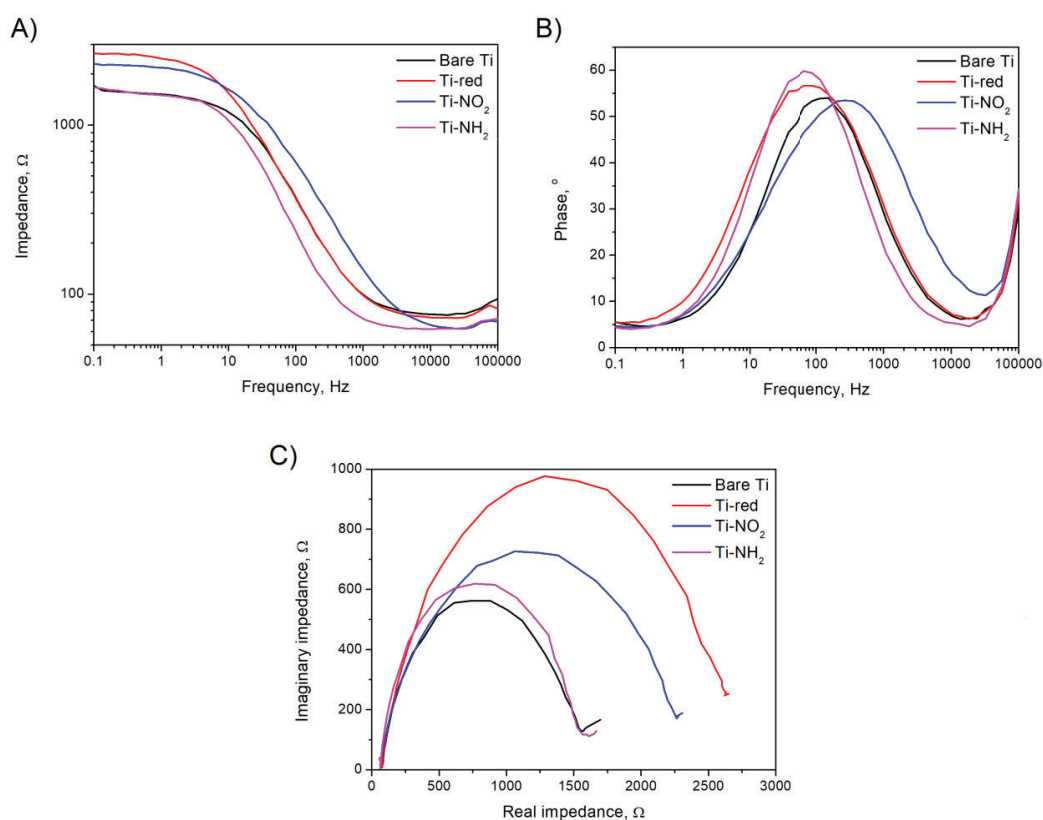 A)
Bare Ti
Ti-red
Ti-NO₂
Ti-NH₂
1000
100
Impedance, Ω
0.1 1 10 100 1000 10000 100000
Frequency, Hz
B)
Bare Ti
Ti-red
Ti-NO₂
Ti-NH₂
60
50
40
30
20
10
0
Phase, °
0.1 1 10 100 1000 10000 100000
Frequency, Hz
C)
Bare Ti
Ti-red
Ti-NO₂
Ti-NH₂
1000
800
600
400
200
0
Imaginary impedance, Ω
0 500 1000 1500 2000 2500 3000
Real impedance, Ω